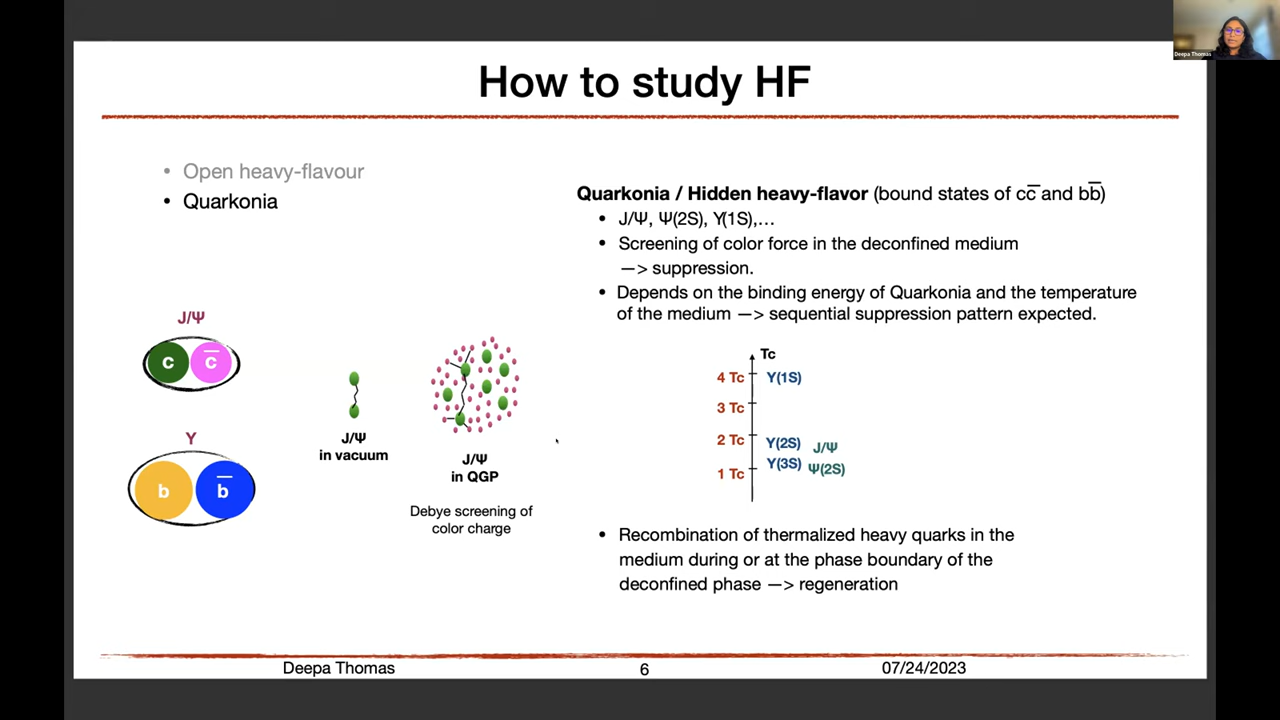 Deepa Thomas
How to study HF
• Open heavy-flavour
• Quarkonia
Quarkonia / Hidden heavy-flavor (bound states of cc̅ and bb̅)
• J/Ψ, Ψ(2S), Υ(1S),...
• Screening of color force in the deconfined medium
—> suppression.
• Depends on the binding energy of Quarkonia and the temperature
of the medium —> sequential suppression pattern expected.
J/Ψ
c c̅
Υ
b b̅
J/Ψ
in vacuum
J/Ψ
in QGP
Debye screening of
color charge
Tc
4 Tc Υ(1S)
3 Tc
2 Tc Υ(2S) J/Ψ
Υ(3S) Ψ(2S)
1 Tc
• Recombination of thermalized heavy quarks in the
medium during or at the phase boundary of the
deconfined phase —> regeneration
Deepa Thomas 6 07/24/2023